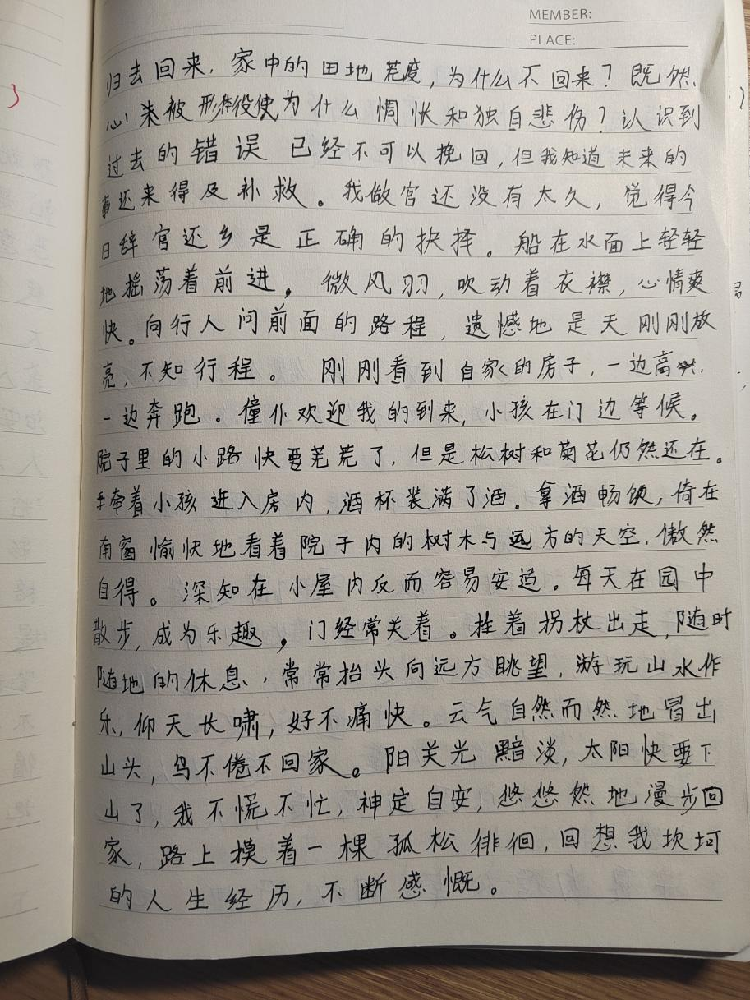 MEMBER:
PLACE:
3
归去回来,家中的田地荒度,为什么不回来?既然
心未被形体役使,为什么惆怅和独自悲伤?认识到
过去的错误已经不可以挽回,但我知道未来的
事还来得及补救。我做官还没有太久,觉得今
日辞官还乡是正确的抉择。船在水面上轻轻
地摇荡着前进,微风羽,吹动着衣襟,心情爽
快。向行人问前面的路程,遗憾地是天刚刚放
亮,不知行程。刚刚看到自家的房子,一边高兴,
一边奔跑。僮仆欢迎我的到来,小孩在门边等候。
院子里的小路快要芜荒了,但是松树和菊花仍然还在。
手牵着小孩进入房内,酒杯装满了酒。拿酒畅饮,倚在
南窗愉快地看着院子内的树木与远方的天空,傲然
自得。深知在小屋内反而容易安适。每天在园中
散步,成为乐趣,门经常关着。拄着拐杖出走,随时
随地的休息,常常抬头向远方眺望,游玩山水作
乐,仰天长啸,好不痛快。云气自然而然地冒出
山头,鸟不倦不回家。阳关光黯淡,太阳快要下
山了,我不慌不忙,神定自安,悠悠然地漫步回
家,路上摸着一棵孤松徘徊,回想我坎坷
的人生经历,不断感慨。